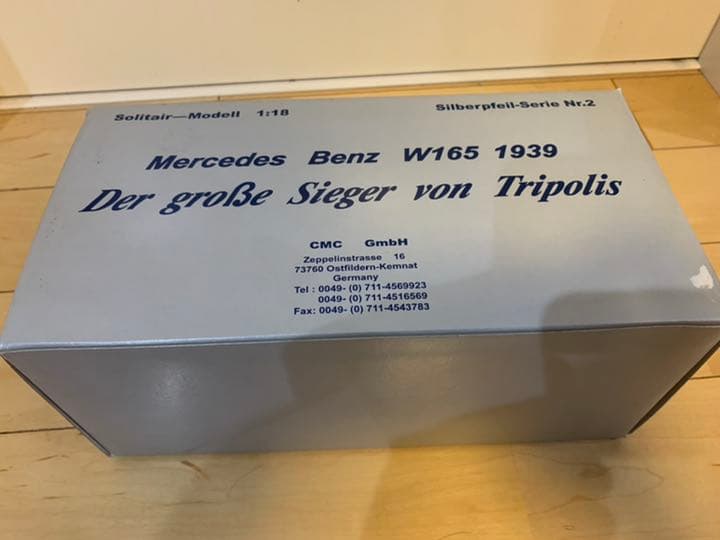 Solitair—Modell 1:18
Silberpfeil-Serie Nr.2
Mercedes Benz W165 1939
Der große Sieger von Tripolis
CMC GmbH
Zeppelinstrasse 16
73760 Ostfildern-Kemnat
Germany
Tel : 0049- (0) 711-4569923
0049- (0) 711-4516569
Fax: 0049- (0) 711-4543783